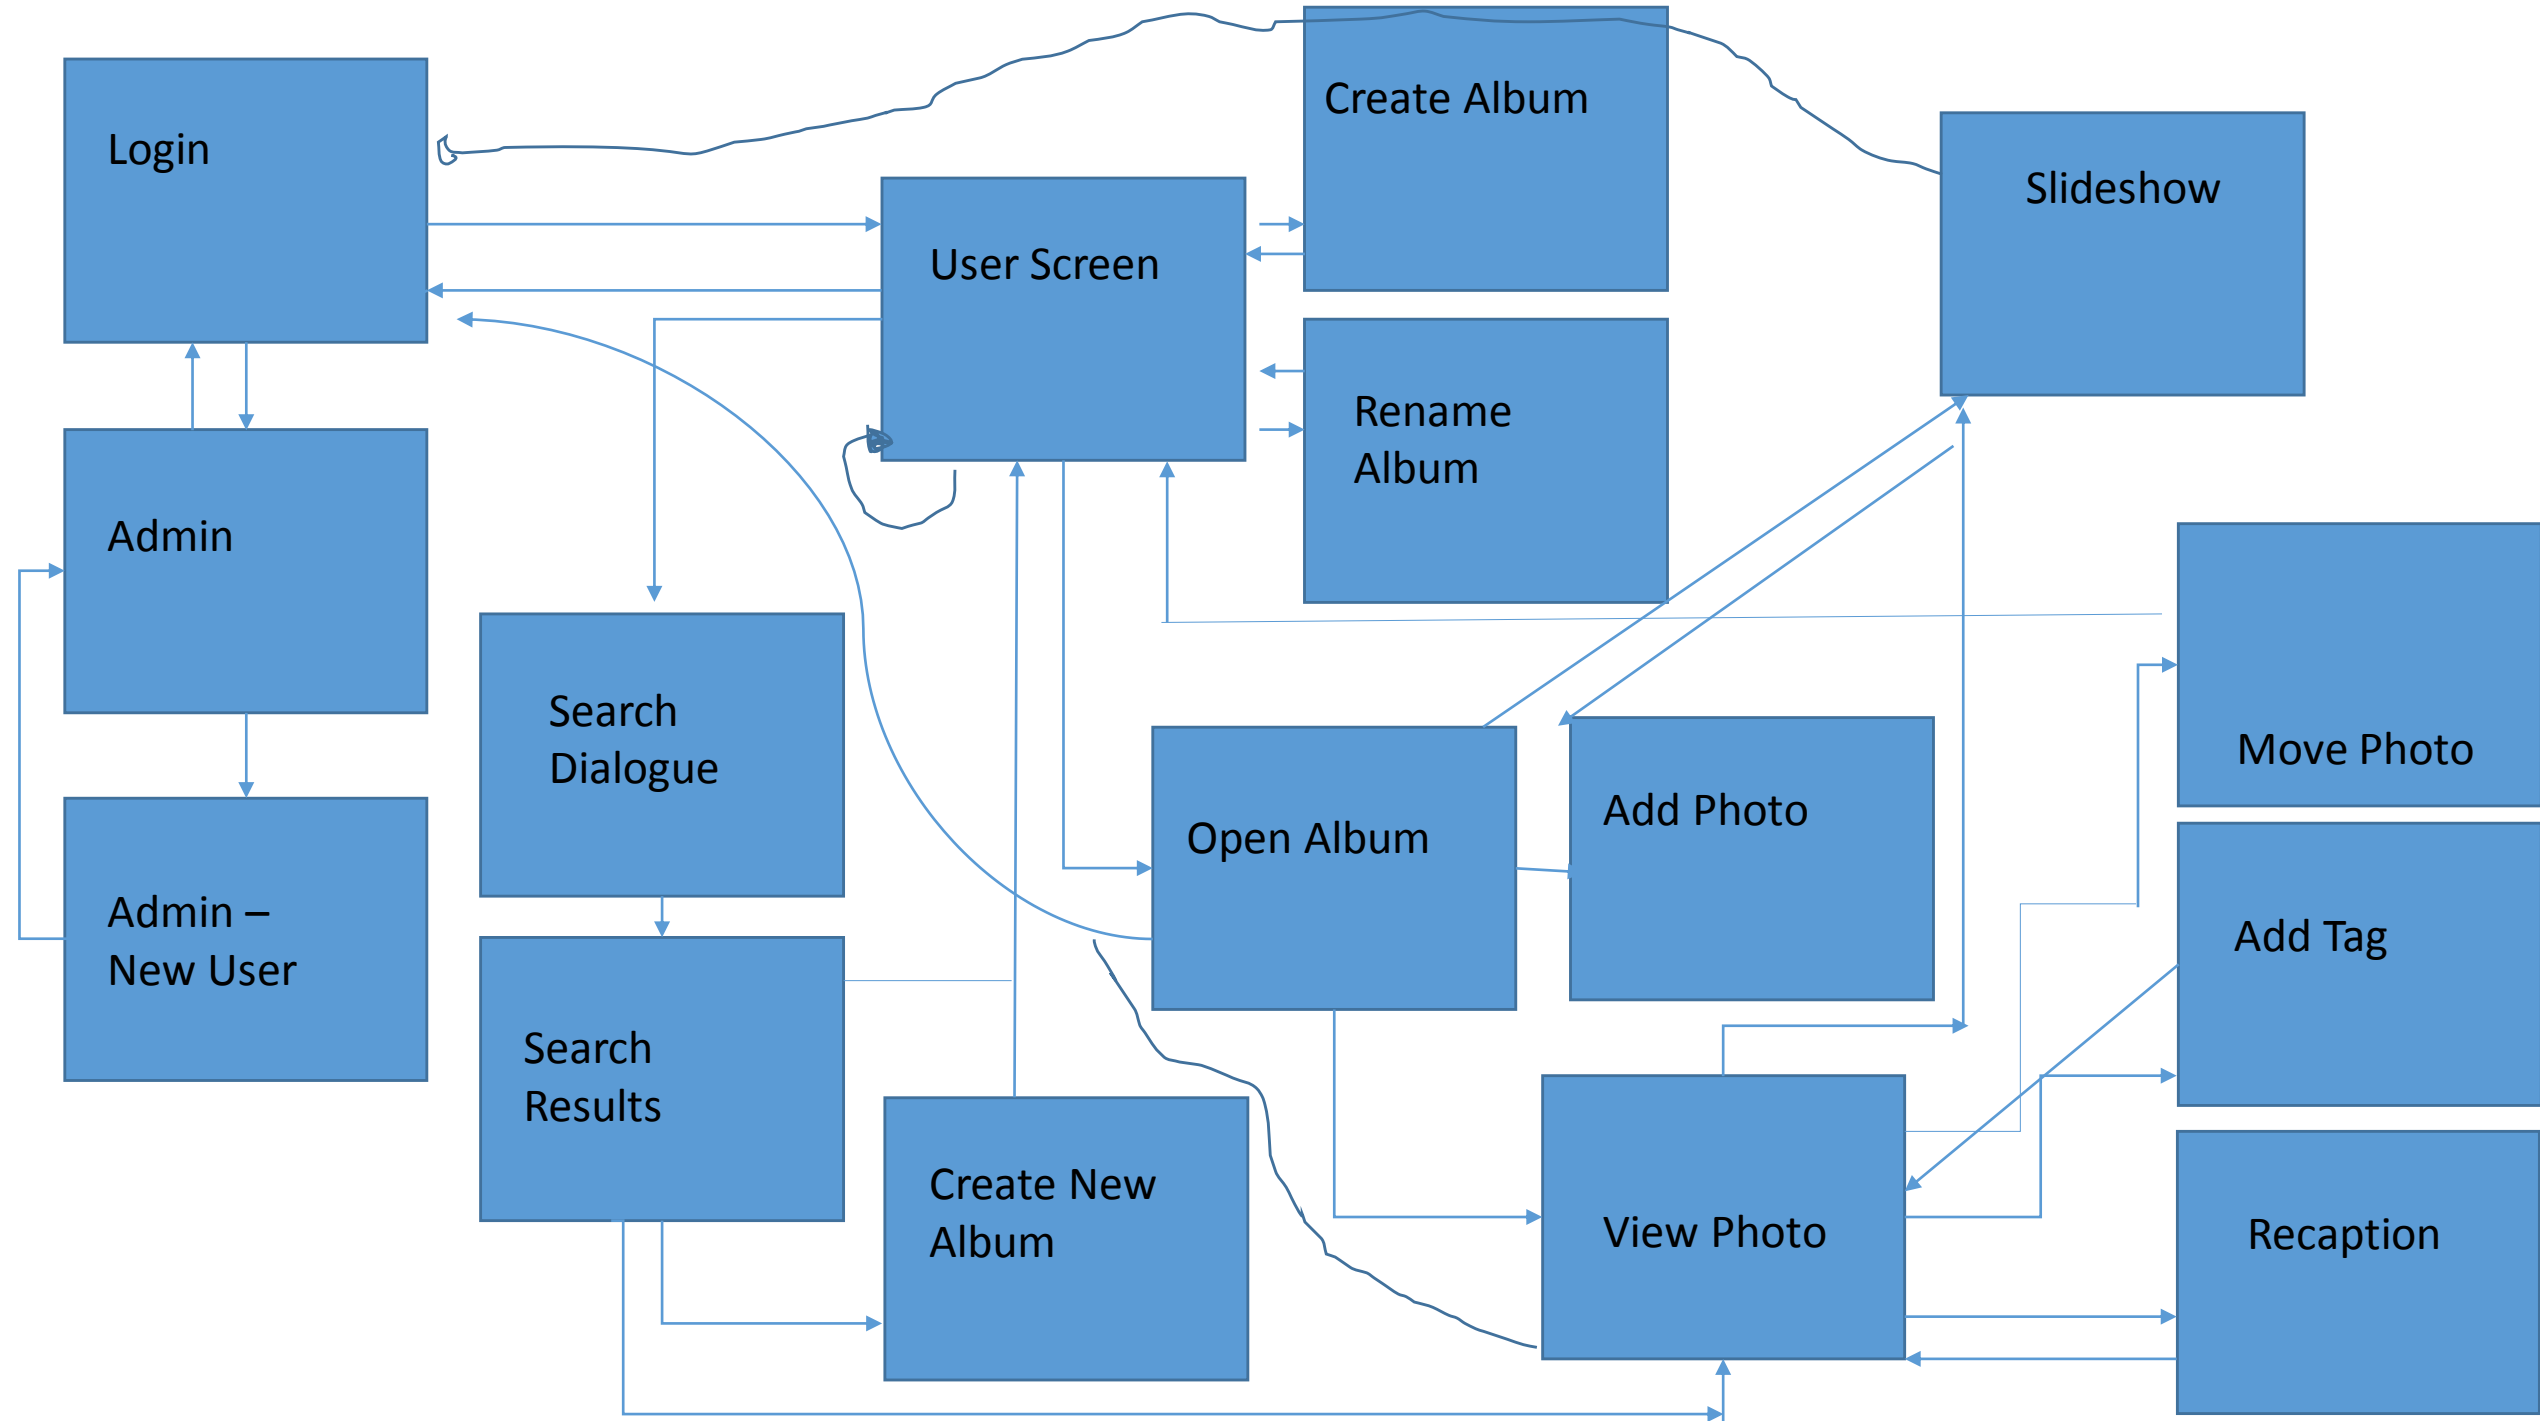 Login
Create Album
Slideshow
User Screen
Rename
Album
Admin
Search
Dialogue
Move Photo
Open Album
Add Photo
Add Tag
Admin –
New User
Search
Results
Create New
Album
View Photo
Recaption